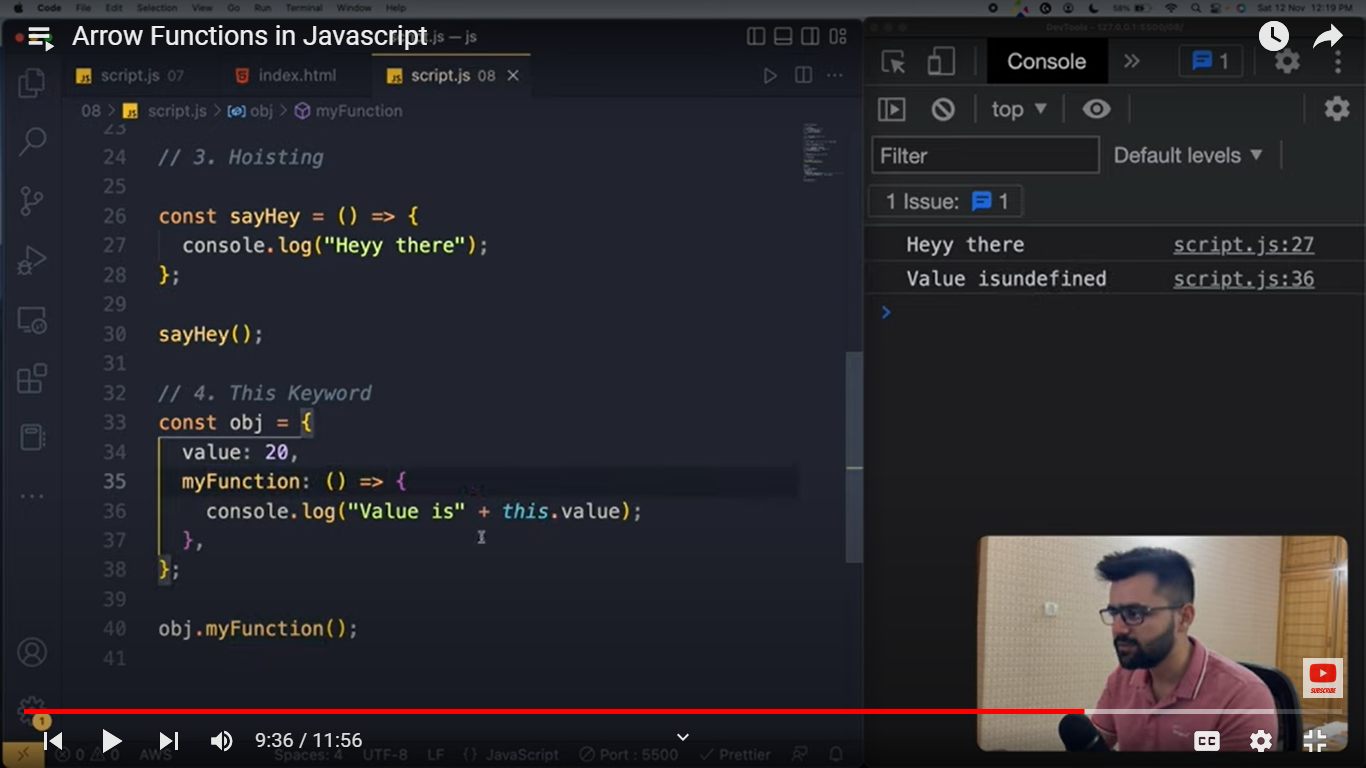 Code File Edit Selection View Go Run Terminal Window Help
58% Sat 12 Nov 12:19 PM
Arrow Functions in Javascript
.js — js
DevTools - 127.0.0.1:5500/08/
script.js 07 index.html script.js 08
08 > script.js > obj > myFunction
23
24 // 3. Hoisting
25
26 const sayHey = () => {
27 console.log("Heyy there");
28 };
29
30 sayHey();
31
32 // 4. This Keyword
33 const obj = {
34 value: 20,
35 myFunction: () => {
36 console.log("Value is" + this.value);
37 },
38 };
39
40 obj.myFunction();
41
Console » 1
top
Filter Default levels
1 Issue: 1
Heyy there script.js:27
Value isundefined script.js:36
SUBSCRIBE
1
9:36 / 11:56
CC
0 0 AWS Spaces: 4 UTF-8 LF {} JavaScript Port : 5500 Prettier